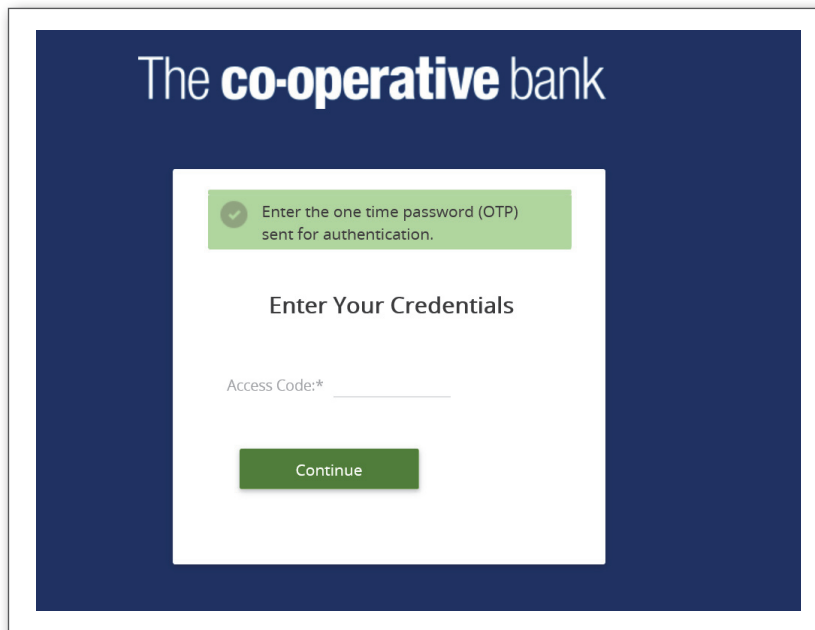 The co-operative bank
Enter the one time password (OTP)
sent for authentication.
Enter Your Credentials
Access Code:*
Continue